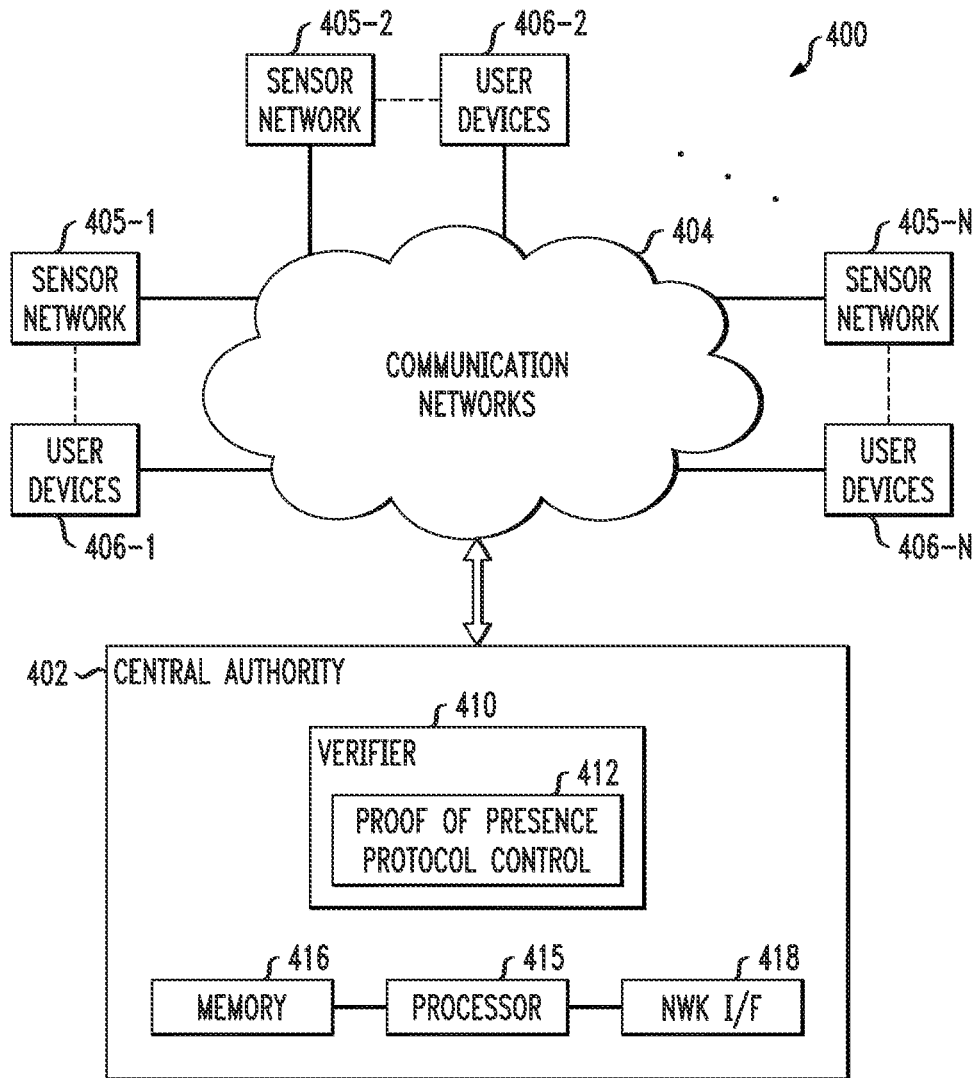 405-2
406-2
400
SENSOR
NETWORK
USER
DEVICES
405-1
404
405-N
SENSOR
NETWORK
SENSOR
NETWORK
COMMUNICATION
NETWORKS
USER
DEVICES
USER
DEVICES
406-1
406-N
402
CENTRAL AUTHORITY
410
VERIFIER
412
PROOF OF PRESENCE
PROTOCOL CONTROL
416
415
418
MEMORY
PROCESSOR
NWK I/F